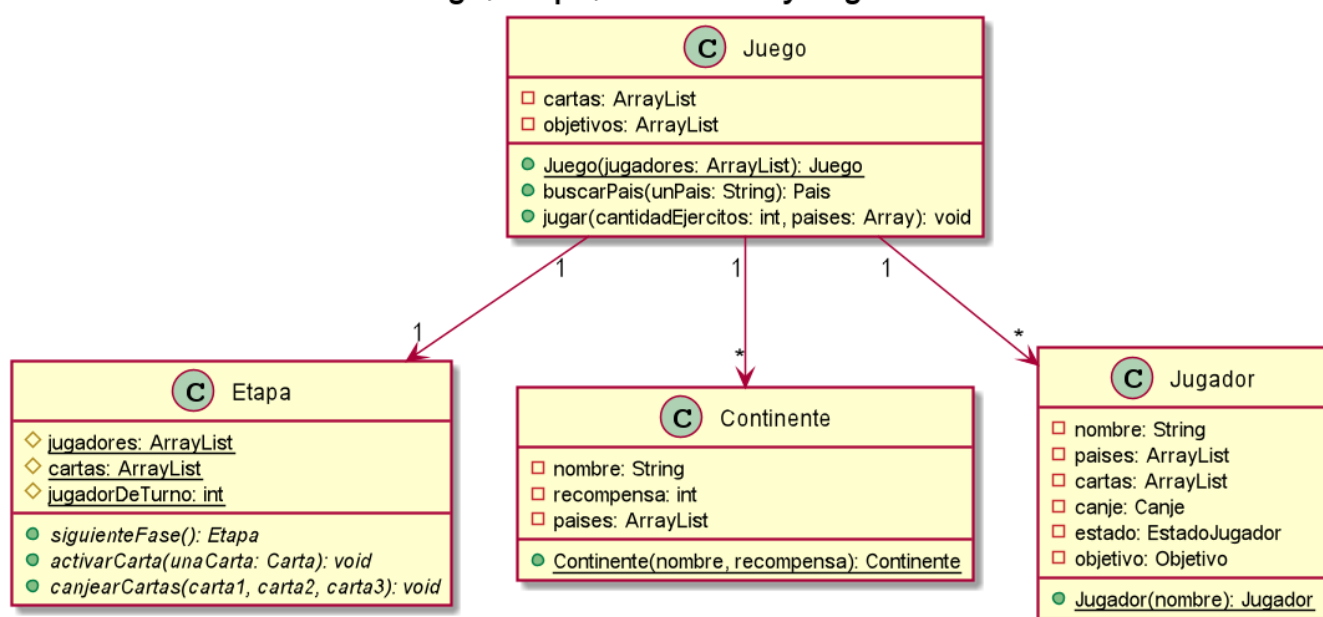 C Juego
cartas: ArrayList
objetivos: ArrayList
Juego(jugadores: ArrayList): Juego
buscarPais(unPais: String): Pais
jugar(cantidadEjercitos: int, paises: Array): void
1
1
1
1
*
*
C Etapa
jugadores: ArrayList
cartas: ArrayList
jugadorDeTurno: int
siguienteFase(): Etapa
activarCarta(unaCarta: Carta): void
canjearCartas(carta1, carta2, carta3): void
C Continente
nombre: String
recompensa: int
paises: ArrayList
Continente(nombre, recompensa): Continente
C Jugador
nombre: String
paises: ArrayList
cartas: ArrayList
canje: Canje
estado: EstadoJugador
objetivo: Objetivo
Jugador(nombre): Jugador